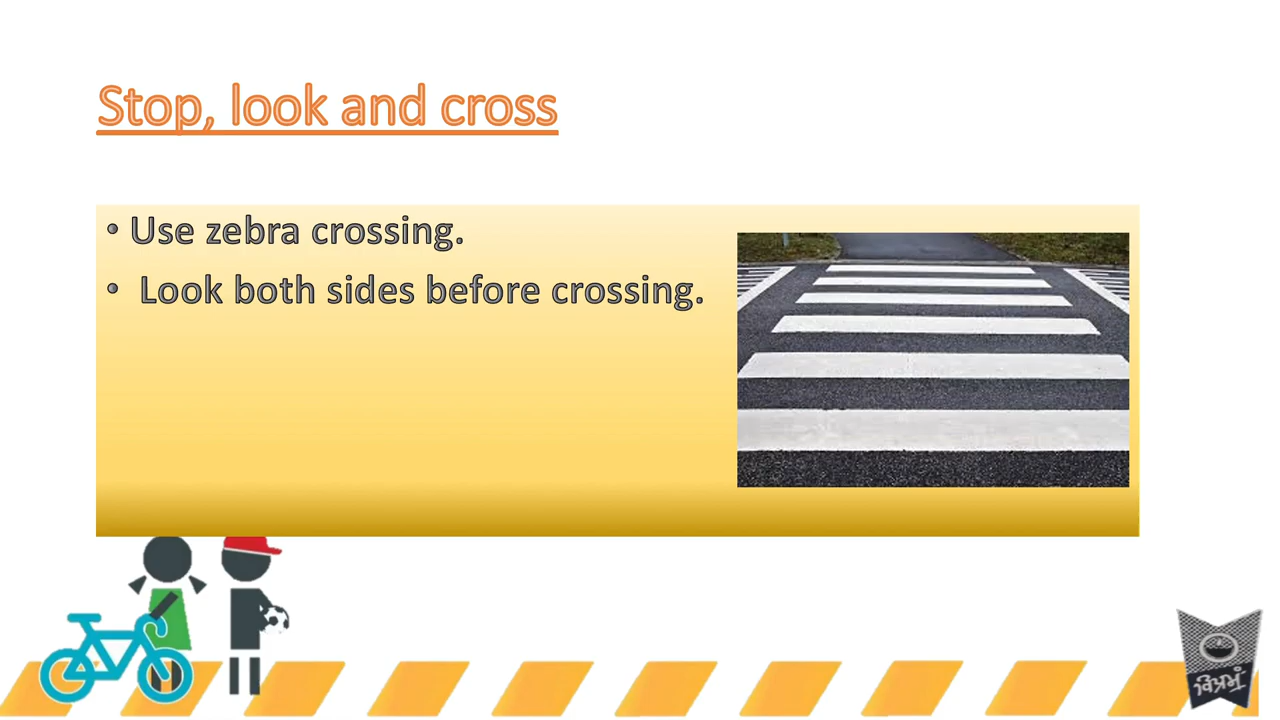 Stop, look and cross
• Use zebra crossing.
• Look both sides before crossing.